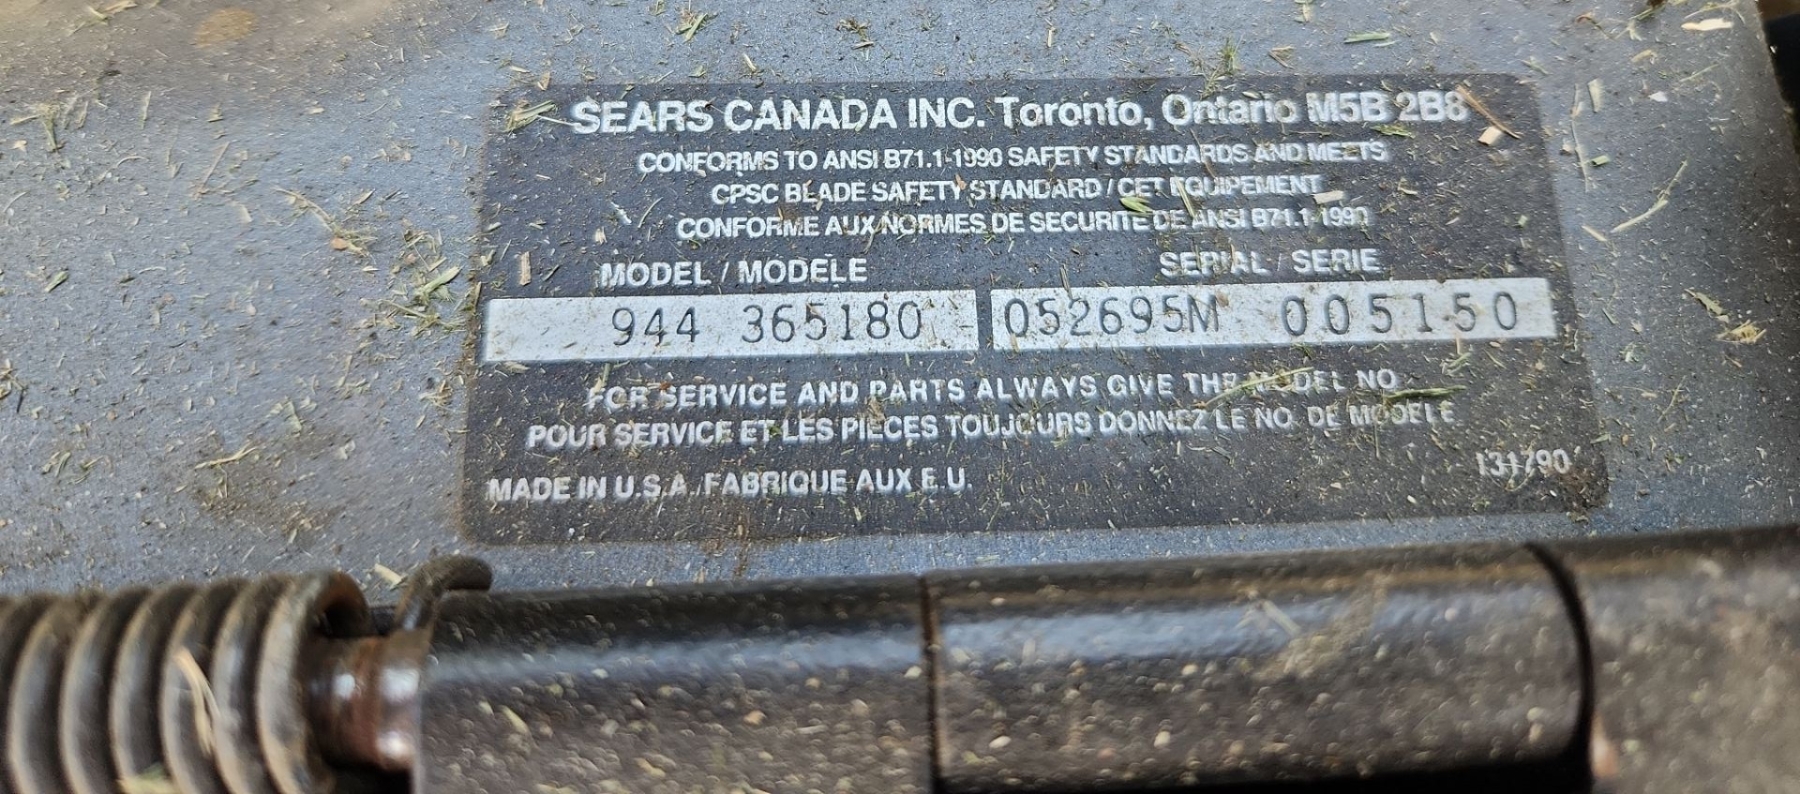 SEARS CANADA INC. Toronto, Ontario M5B 2B8
CONFORMS TO ANSI B71.1-1990 SAFETY STANDARDS AND MEETS
CPSC BLADE SAFETY STANDARD / CET EQUIPEMENT
CONFORME AUX NORMES DE SECURITE DE ANSI B71.1-1990
MODEL / MODELE SERIAL / SERIE
944 365180 052695M 005150
FOR SERVICE AND PARTS ALWAYS GIVE THE MODEL NO
POUR SERVICE ET LES PIECES TOUJOURS DONNEZ LE NO. DE MODELE
MADE IN U.S.A. FABRIQUE AUX E.U.